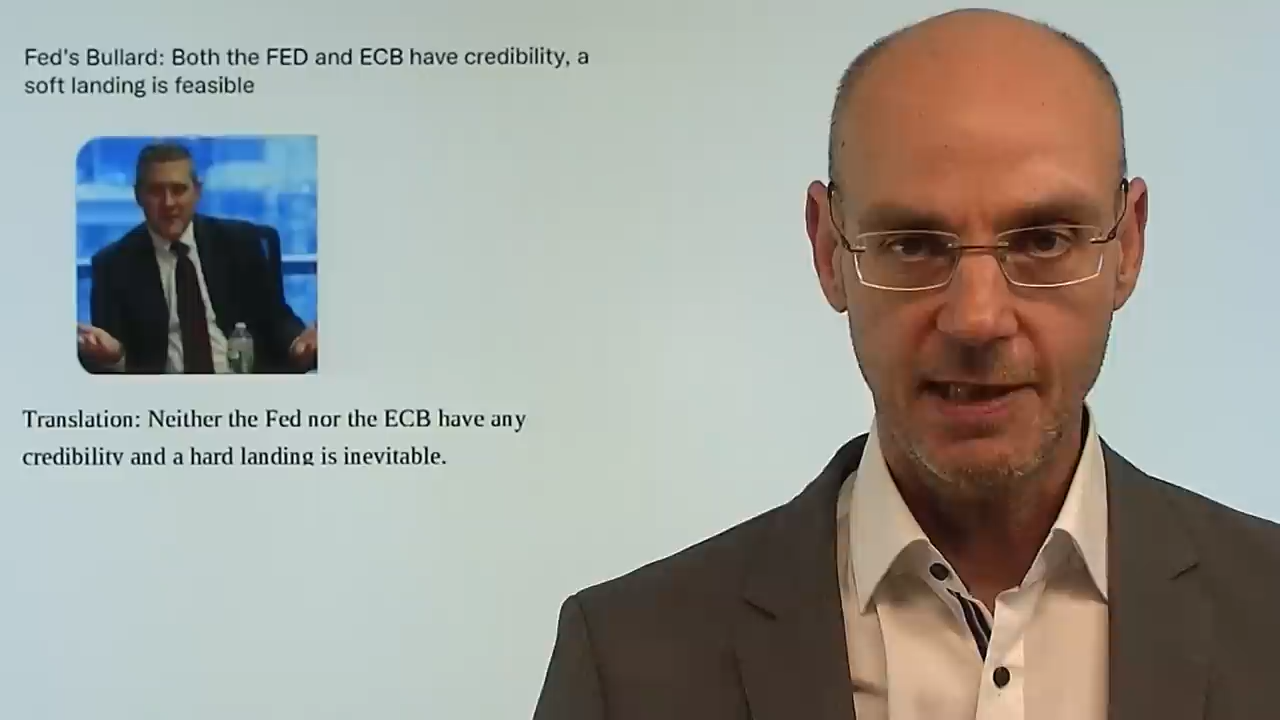 Fed's Bullard: Both the FED and ECB have credibility, a
soft landing is feasible
Translation: Neither the Fed nor the ECB have any
credibility and a hard landing is inevitable.